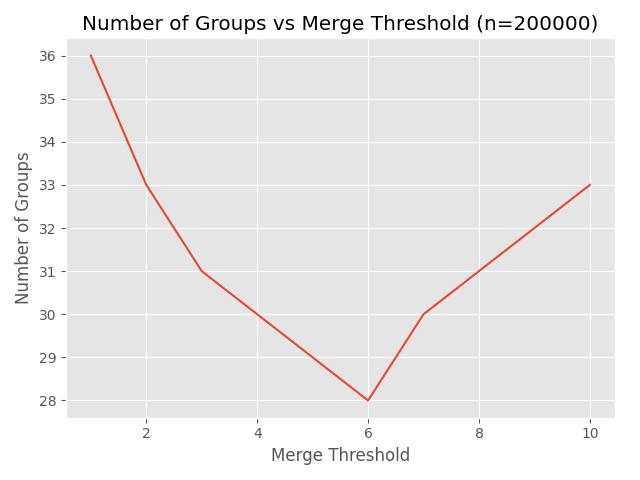 Number of Groups vs Merge Threshold (n=200000)
36
35
34
33
32
31
30
29
28
Number of Groups
2 4 6 8 10
Merge Threshold